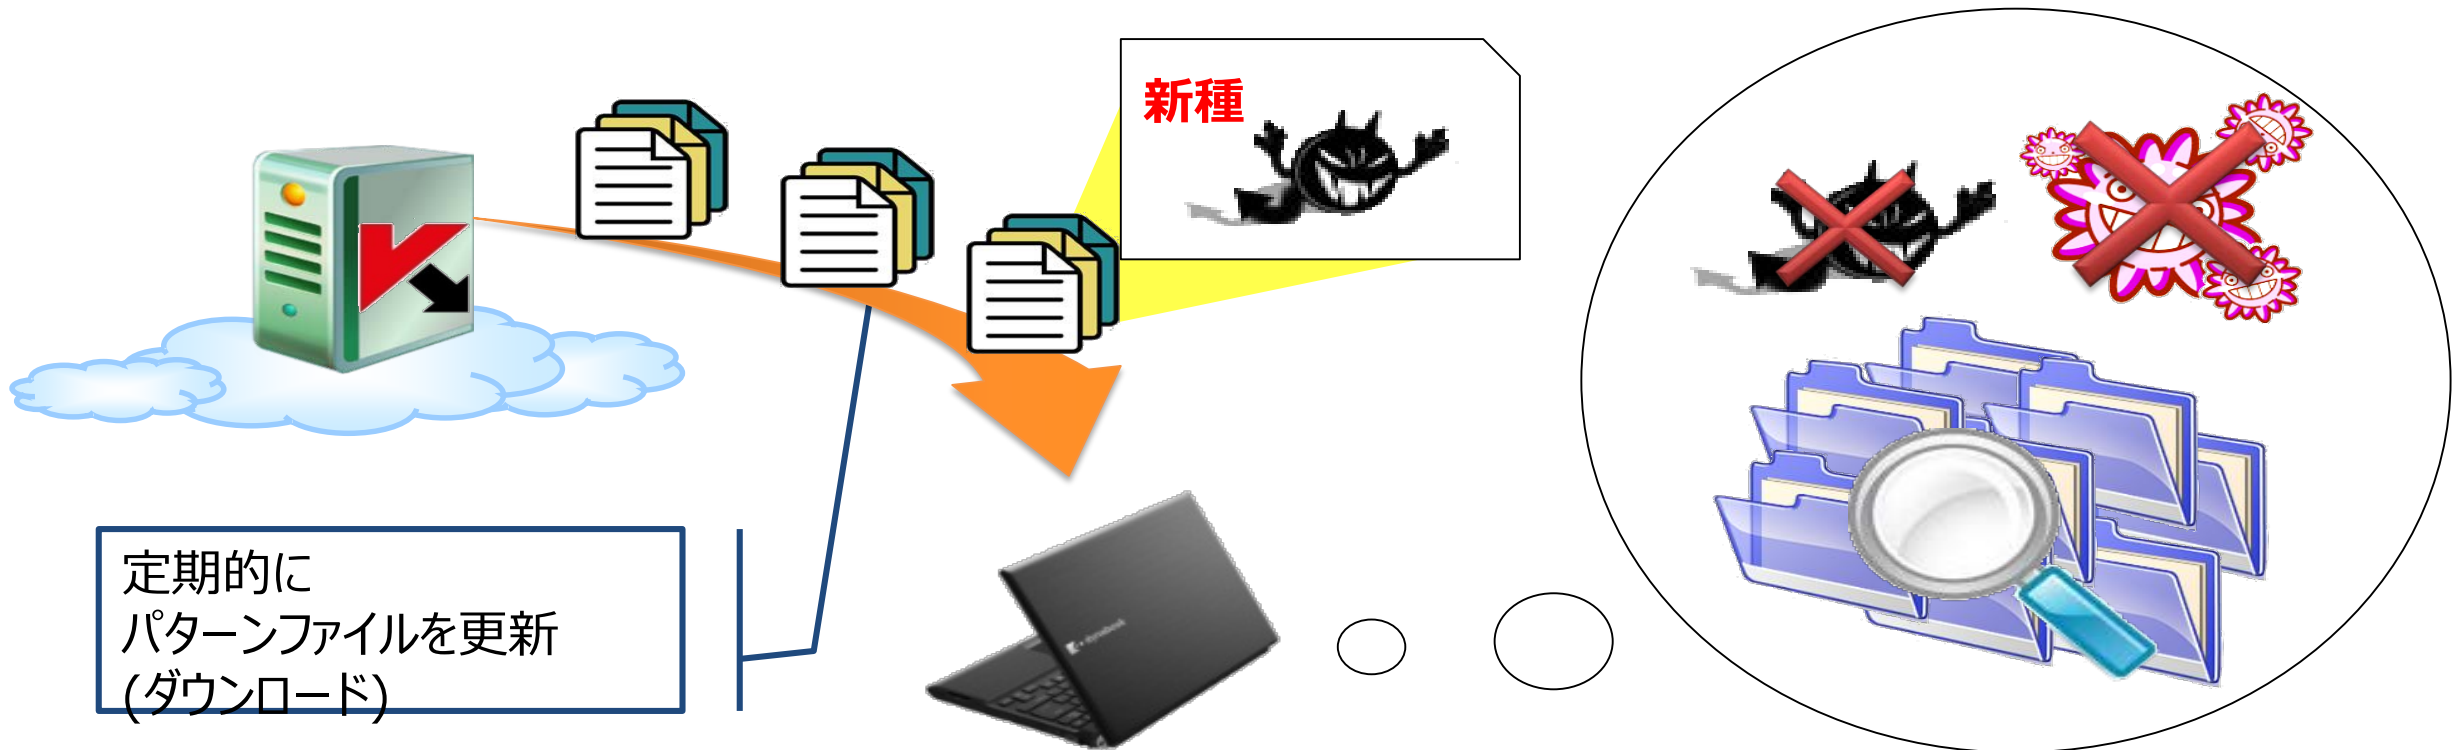 新種
定期的に
パターンファイルを更新
(ダウンロード)
dynabook